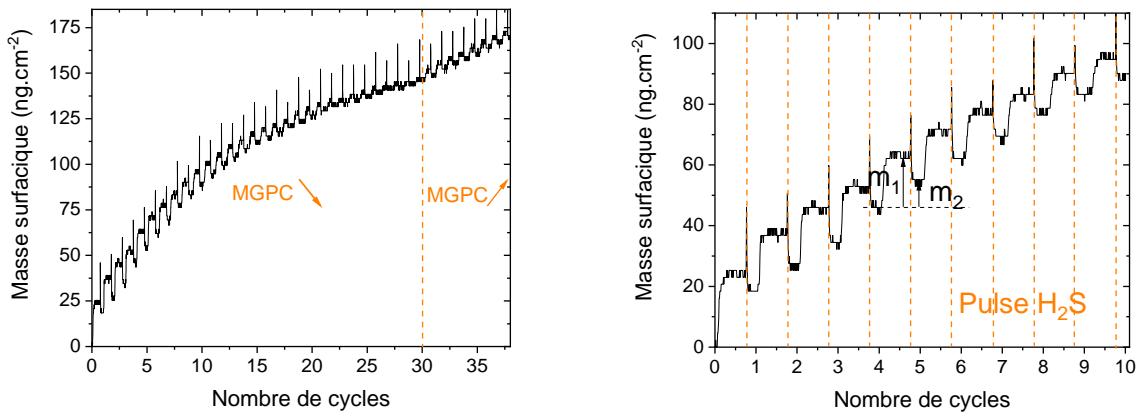 Masse surfacique (ng.cm-2)
175
150
125
100
75
50
25
0
MGPC
MGPC
0 5 10 15 20 25 30 35
Nombre de cycles
Masse surfacique (ng.cm-2)
100
80
60
40
20
0
m1
m2
Pulse H2S
0 1 2 3 4 5 6 7 8 9 10
Nombre de cycles